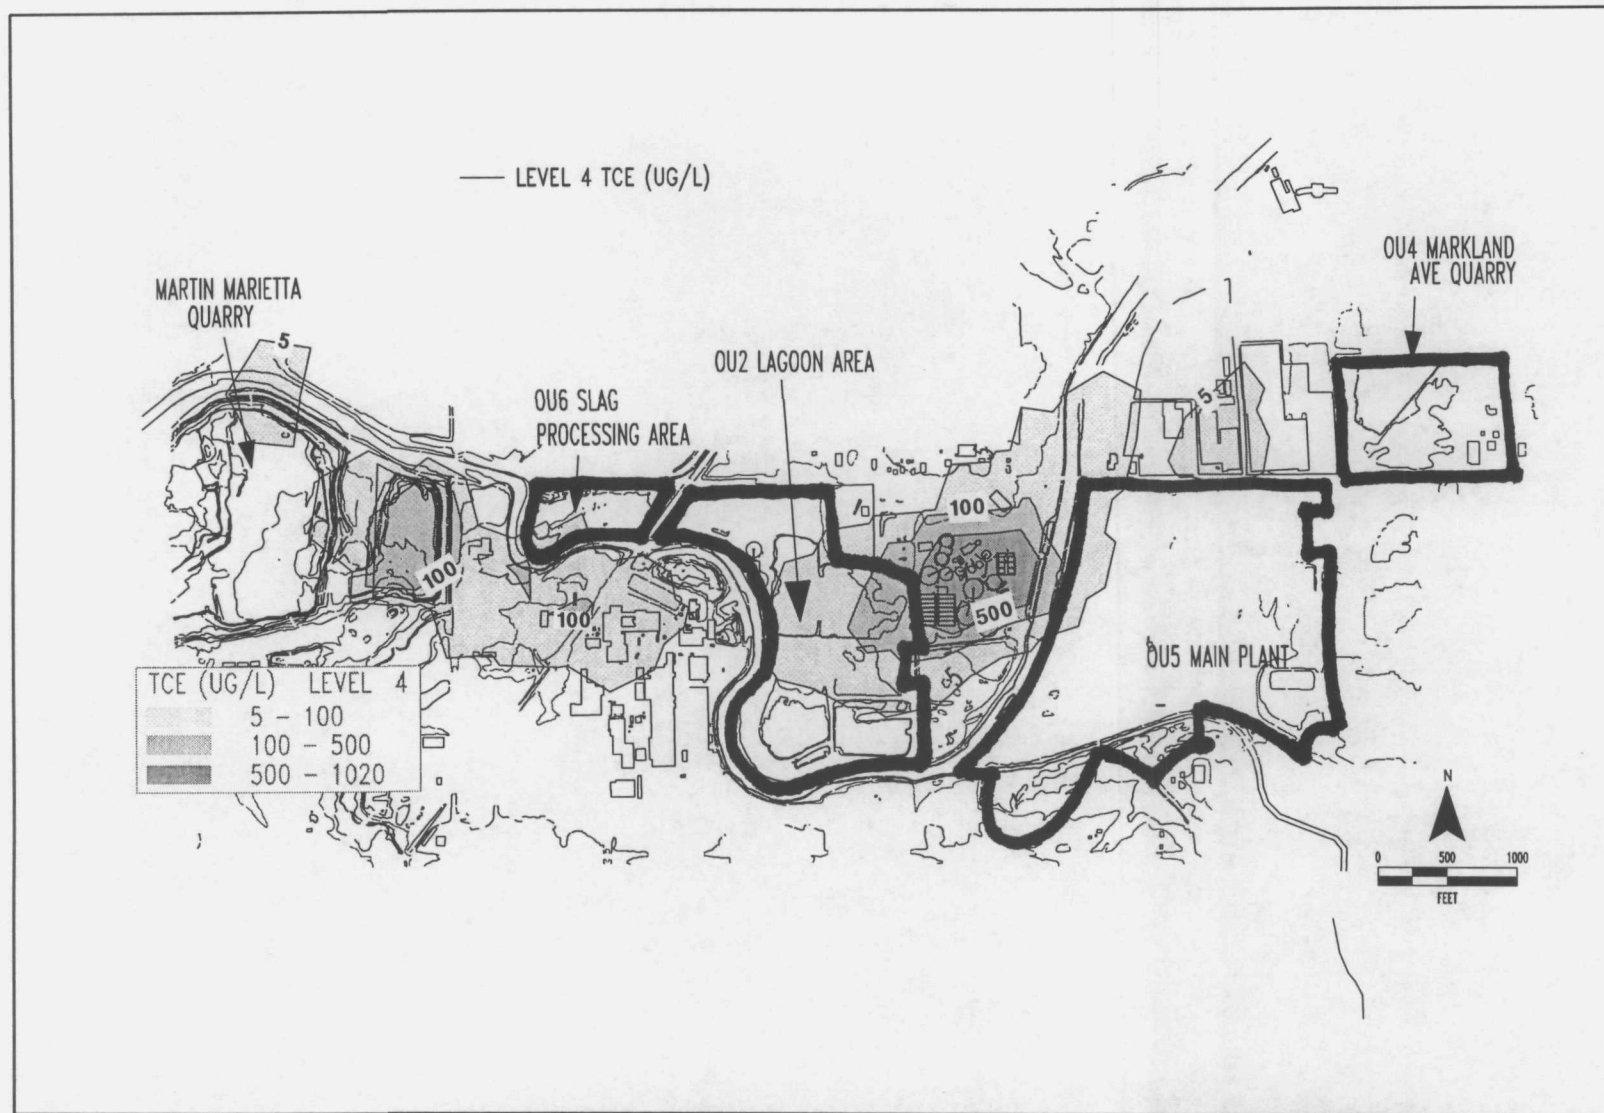 LEVEL 4 TCE (UG/L)
OU4 MARKLAND
AVE QUARRY
MARTIN MARIETTA
QUARRY
5
OU2 LAGOON AREA
OU6 SLAG
PROCESSING AREA
5
100
100
100
500
5
OU5 MAIN PLANT
TCE (UG/L) LEVEL 4
5 - 100
100 - 500
500 - 1020
N
0 500 1000
FEET